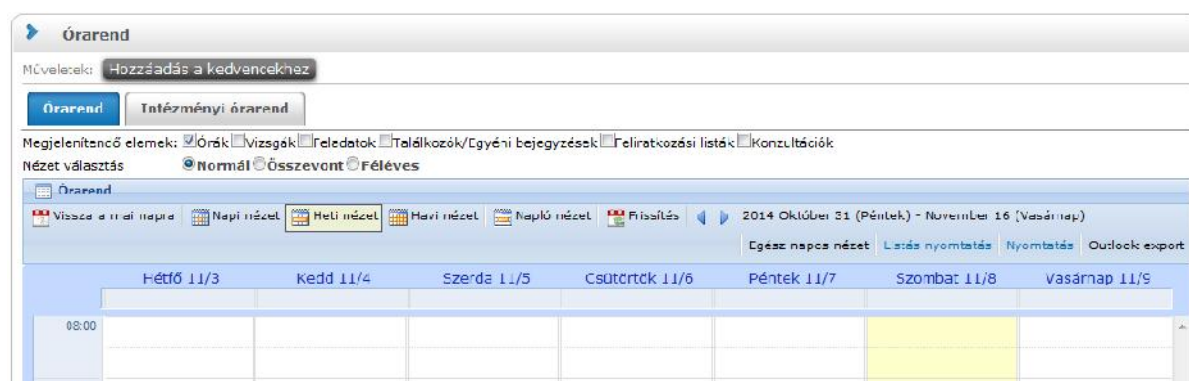 Órarend
Műveletek: Hozzáadás a kedvencekhez
Órarend Intézményi órarend
Megjelenítendő elemek: Órák Vizsgák Feladatok Találkozók/Egyéni bejegyzések Feliratkozási listák Konzultációk
Nézet választás Normál Összevont Féléves
Órarend
Vissza a mai napra Napi nézet Heti nézet Havi nézet Napló nézet Frissítés 2014 Október 31 (Péntek) - November 16 (Vasárnap)
Egész napos nézet Listás nyomtatás Nyomtatás Outlook export
Hétfő 11/3 Kedd 11/4 Szerda 11/5 Csütörtök 11/6 Péntek 11/7 Szombat 11/8 Vasárnap 11/9
08:00